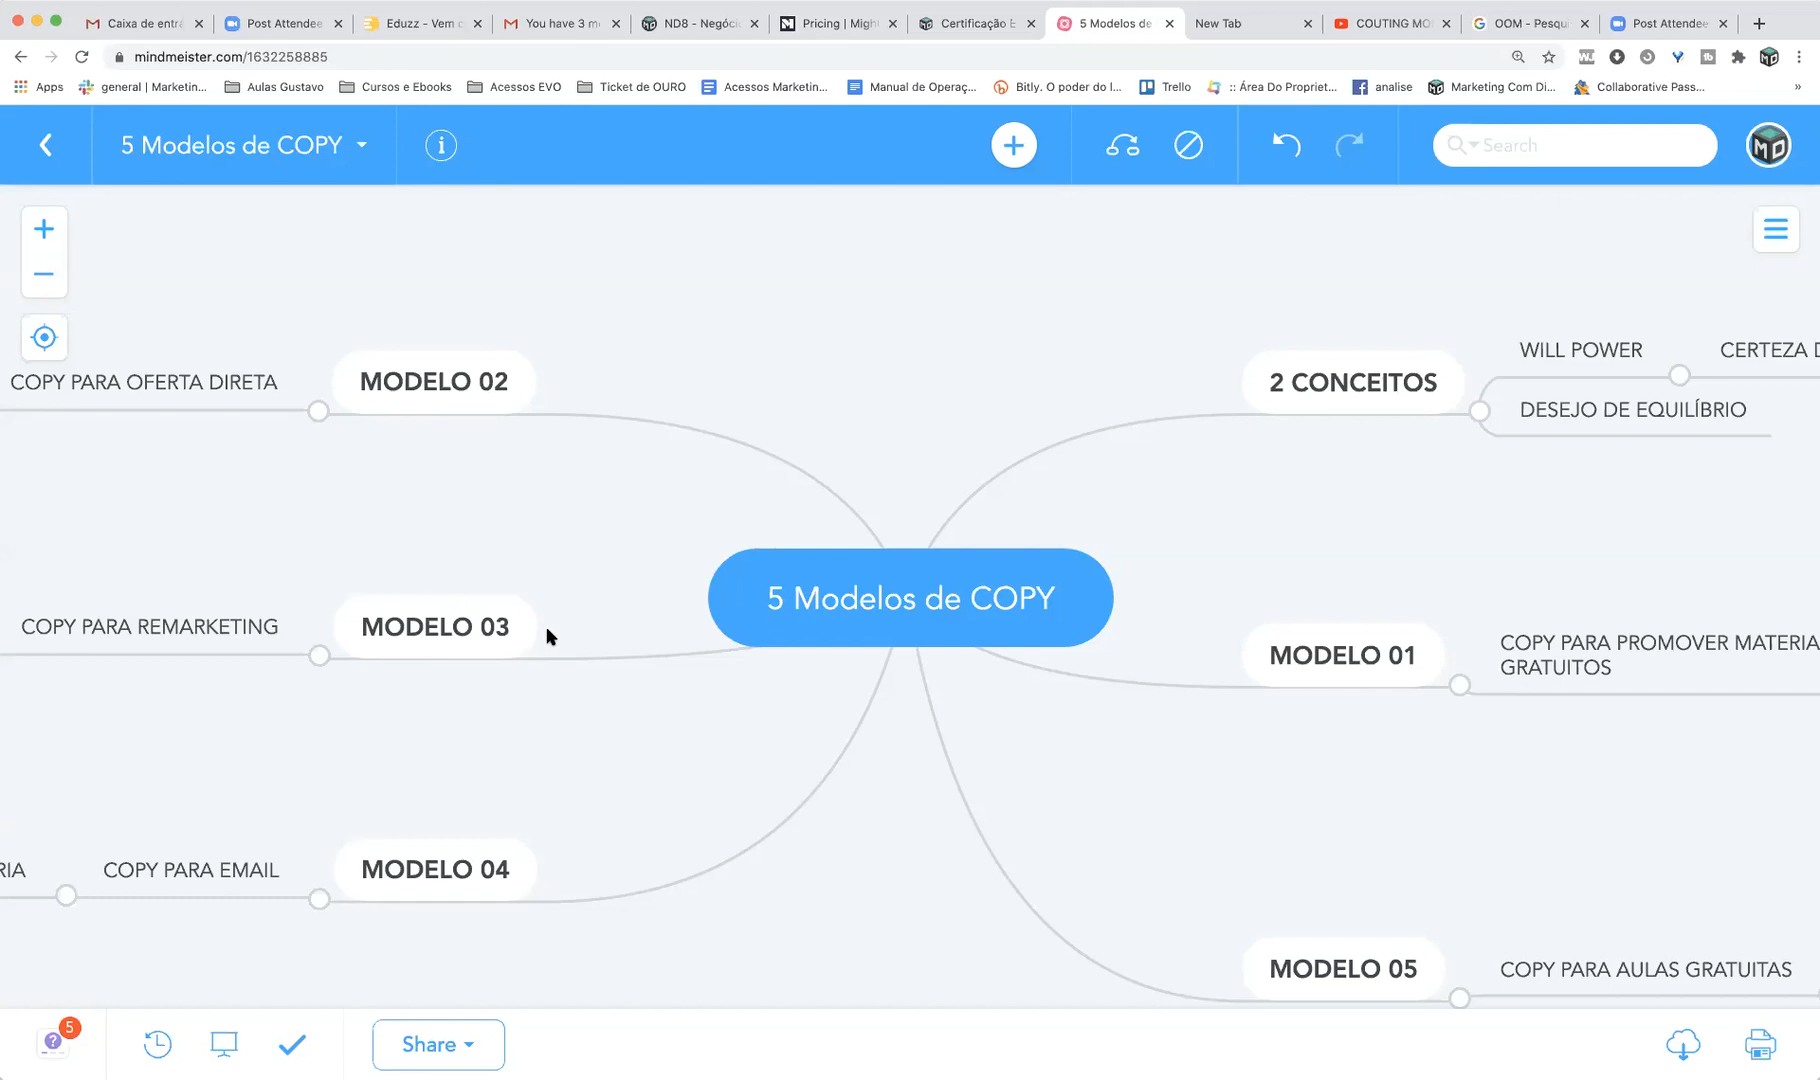 Caixa de entra
Post Attendee
Eduzz - Vem c
You have 3 m
ND8 - Negóci
Pricing | Migh
Certificação E
5 Modelos de
New Tab
COUTING MO
OOM - Pesqu
Post Attendee
mindmeister.com/1632258885
Apps
general | Marketin...
Aulas Gustavo
Cursos e Ebooks
Acessos EVO
Ticket de OURO
Acessos Marketin...
Manual de Operaç...
Bitly. O poder do l...
Trello
:: Área Do Propriet...
analise
Marketing Com Di...
Collaborative Pass...
»
5 Modelos de COPY
Search
MD
WILL POWER
CERTEZA D
COPY PARA OFERTA DIRETA
MODELO 02
2 CONCEITOS
DESEJO DE EQUILÍBRIO
5 Modelos de COPY
COPY PARA REMARKETING
MODELO 03
MODELO 01
COPY PARA PROMOVER MATERIA
GRATUITOS
RIA
COPY PARA EMAIL
MODELO 04
MODELO 05
COPY PARA AULAS GRATUITAS
5
?
Share